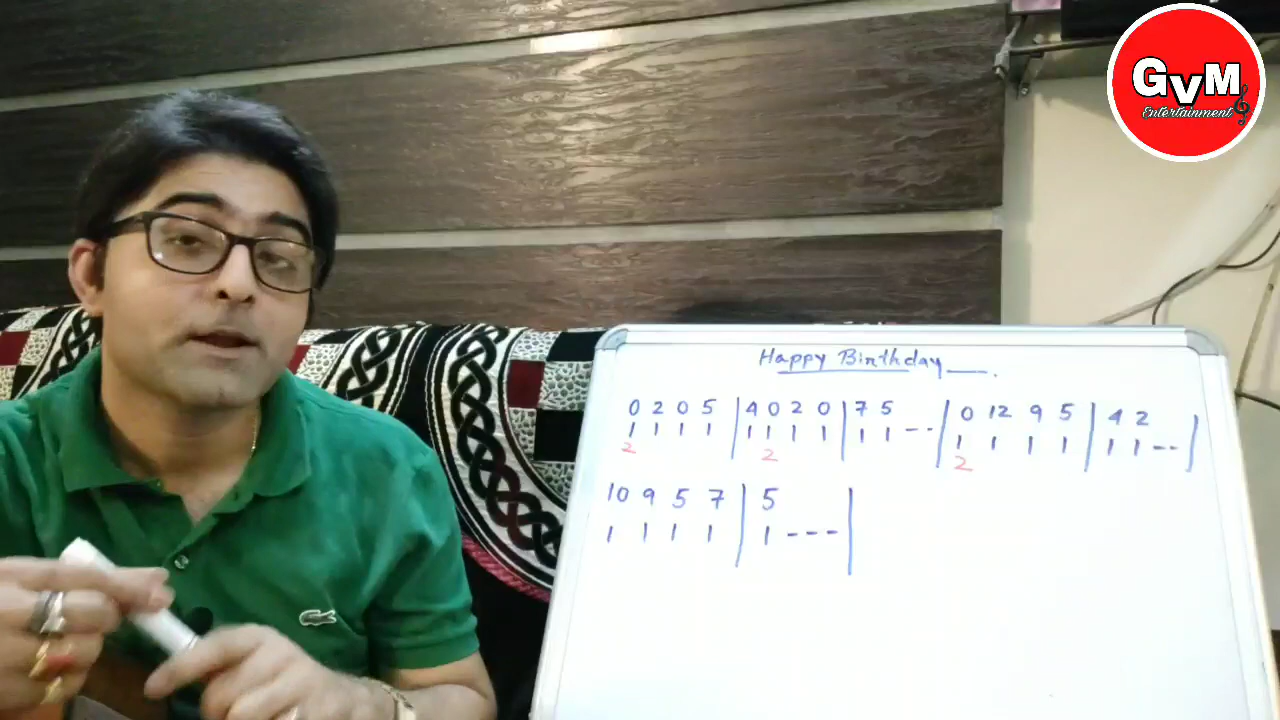 GVM
Entertainment
Happy Birthday ___.
0 2 0 5 | 4 0 2 0 | 7 5 | 0 12 9 5 | 4 2 |
1 1 1 1 | 1 1 1 1 | 1 1 -- | 1 1 1 1 | 1 1 -- |
2 2 2
10 9 5 7 | 5 |
1 1 1 1 | 1 --- |